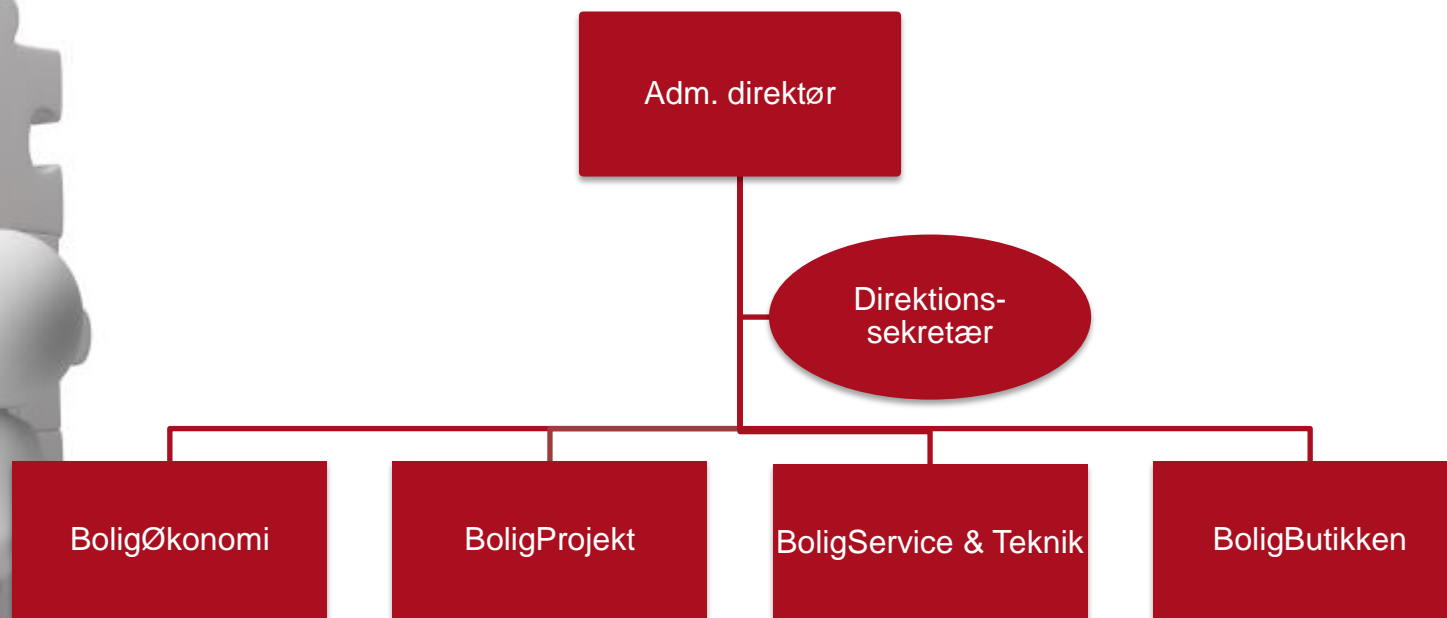 Adm. direktør
Direktions-
sekretær
BoligØkonomi
BoligProjekt
BoligService & Teknik
BoligButikken